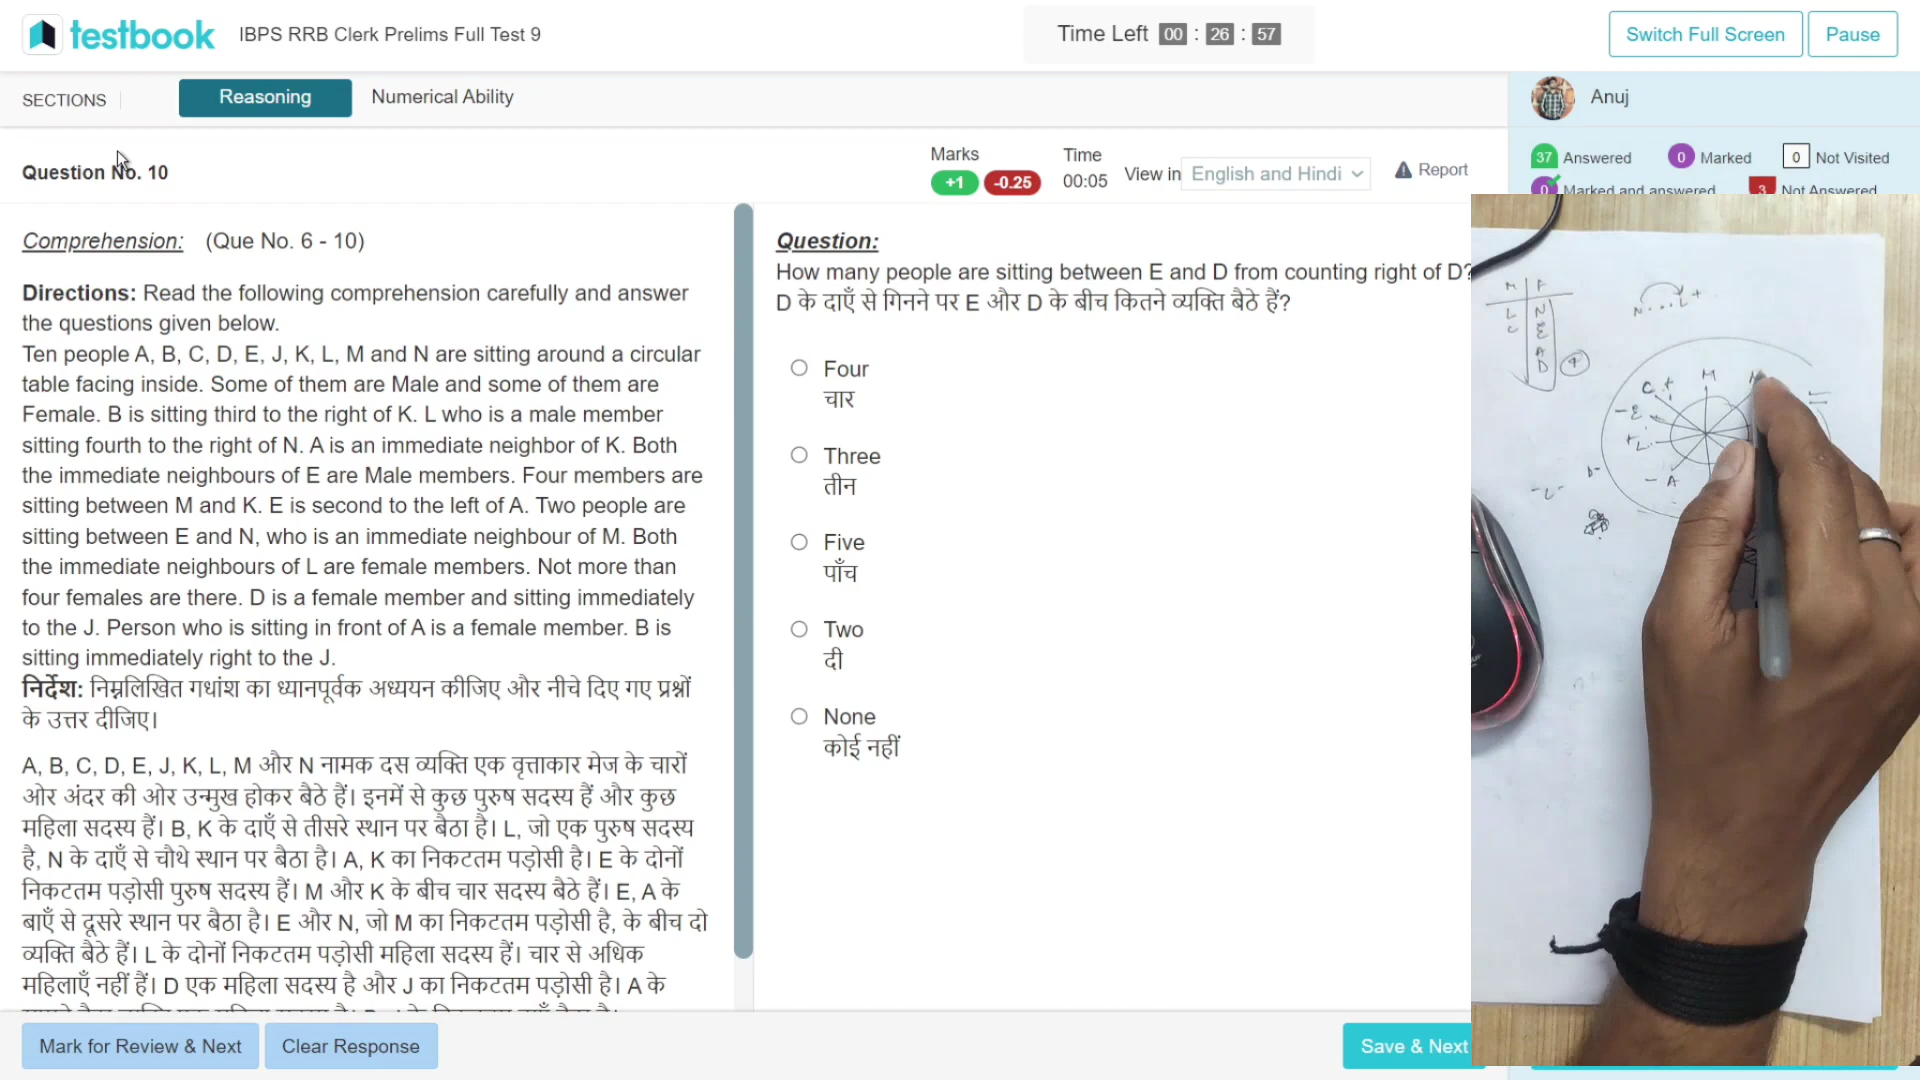 testbook
IBPS RRB Clerk Prelims Full Test 9
Time Left 00 : 26 : 57
Switch Full Screen
Pause
SECTIONS
Reasoning
Numerical Ability
Anuj
Question No. 10
Marks
+1
-0.25
Time
00:05
View in
English and Hindi
Report
37 Answered
0 Marked
0 Not Visited
0 Marked and answered
3 Not Answered
Comprehension: (Que No. 6 - 10)
Directions: Read the following comprehension carefully and answer
the questions given below.
Ten people A, B, C, D, E, J, K, L, M and N are sitting around a circular
table facing inside. Some of them are Male and some of them are
Female. B is sitting third to the right of K. L who is a male member
sitting fourth to the right of N. A is an immediate neighbor of K. Both
the immediate neighbours of E are Male members. Four members are
sitting between M and K. E is second to the left of A. Two people are
sitting between E and N, who is an immediate neighbour of M. Both
the immediate neighbours of L are female members. Not more than
four females are there. D is a female member and sitting immediately
to the J. Person who is sitting in front of A is a female member. B is
sitting immediately right to the J.
निर्देश: निम्नलिखित गधांश का ध्यानपूर्वक अध्ययन कीजिए और नीचे दिए गए प्रश्नों
के उत्तर दीजिए।
A, B, C, D, E, J, K, L, M और N नामक दस व्यक्ति एक वृत्ताकार मेज के चारों
ओर अंदर की ओर उन्मुख होकर बैठे हैं। इनमें से कुछ पुरुष सदस्य हैं और कुछ
महिला सदस्य हैं। B, K के दाएँ से तीसरे स्थान पर बैठा है। L, जो एक पुरुष सदस्य
है, N के दाएँ से चौथे स्थान पर बैठा है। A, K का निकटतम पड़ोसी है। E के दोनों
निकटतम पड़ोसी पुरुष सदस्य हैं। M और K के बीच चार सदस्य बैठे हैं। E, A के
बाएँ से दूसरे स्थान पर बैठा है। E और N, जो M का निकटतम पड़ोसी है, के बीच दो
व्यक्ति बैठे हैं। L के दोनों निकटतम पड़ोसी महिला सदस्य हैं। चार से अधिक
महिलाएँ नहीं हैं। D एक महिला सदस्य है और J का निकटतम पड़ोसी है। A के
Question:
How many people are sitting between E and D from counting right of D?
D के दाएँ से गिनने पर E और D के बीच कितने व्यक्ति बैठे हैं?
Four
चार
Three
तीन
Five
पाँच
Two
दी
None
कोई नहीं
Mark for Review & Next
Clear Response
Save & Next